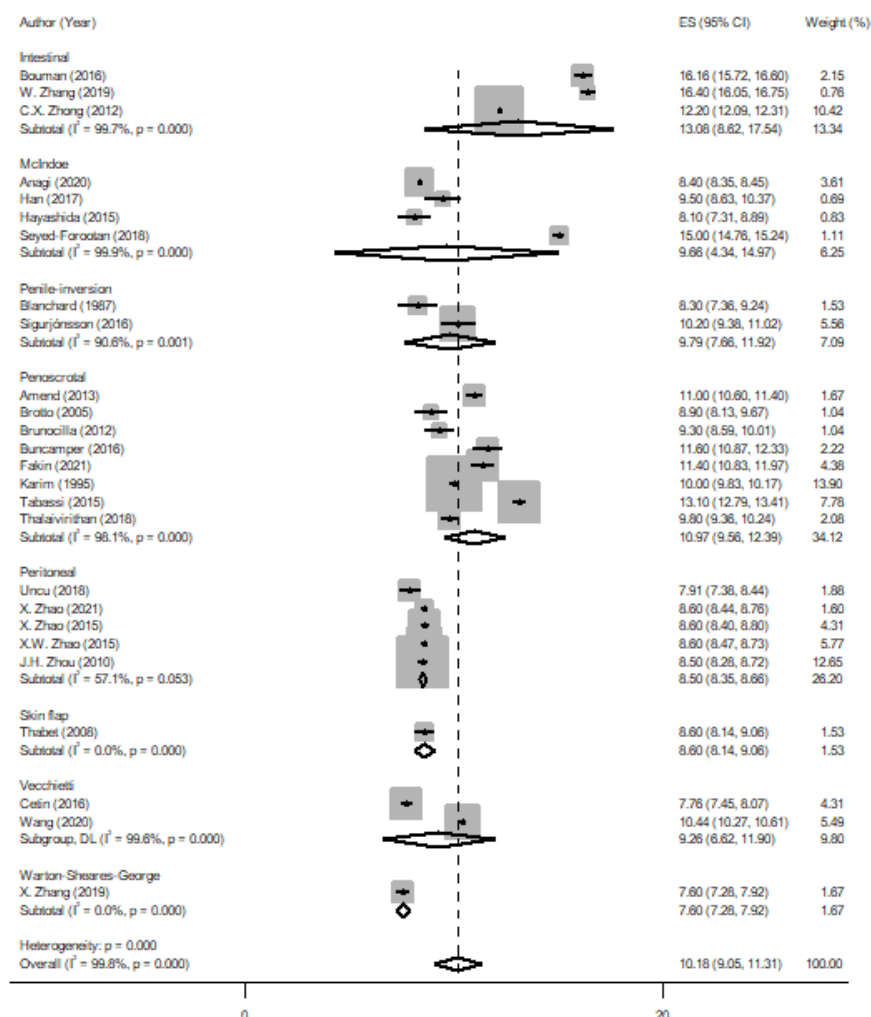 Author (Year) ES (95% CI) Weight (%)
Intestinal
Bouman (2016) 16.16 (15.72, 16.60) 2.15
W. Zhang (2019) 16.40 (16.05, 16.75) 0.76
C.X. Zhong (2012) 12.20 (12.09, 12.31) 10.42
Subtotal (I² = 99.7%, p = 0.000) 13.08 (8.62, 17.54) 13.34
McIndoe
Anagi (2020) 8.40 (8.35, 8.45) 3.61
Han (2017) 9.50 (8.63, 10.37) 0.69
Hayashida (2015) 8.10 (7.31, 8.89) 0.83
Seyed-Forootan (2018) 15.00 (14.76, 15.24) 1.11
Subtotal (I² = 99.9%, p = 0.000) 9.66 (4.34, 14.97) 6.25
Penile-inversion
Blanchard (1987) 8.30 (7.36, 9.24) 1.53
Sigurjónsson (2016) 10.20 (9.38, 11.02) 5.56
Subtotal (I² = 90.6%, p = 0.001) 9.79 (7.66, 11.92) 7.09
Penoscrotal
Amend (2013) 11.00 (10.60, 11.40) 1.67
Brotto (2005) 8.90 (8.13, 9.67) 1.04
Brunocilla (2012) 9.30 (8.59, 10.01) 1.04
Buncamper (2016) 11.60 (10.87, 12.33) 2.22
Fakin (2021) 11.40 (10.83, 11.97) 4.38
Karim (1995) 10.00 (9.83, 10.17) 13.90
Tabassi (2015) 13.10 (12.79, 13.41) 7.78
Thalaivirithan (2018) 9.80 (9.36, 10.24) 2.08
Subtotal (I² = 98.1%, p = 0.000) 10.97 (9.56, 12.39) 34.12
Peritoneal
Uncu (2018) 7.91 (7.38, 8.44) 1.88
X. Zhao (2021) 8.60 (8.44, 8.76) 1.60
X. Zhao (2015) 8.60 (8.40, 8.80) 4.31
X.W. Zhao (2015) 8.60 (8.47, 8.73) 5.77
J.H. Zhou (2010) 8.50 (8.28, 8.72) 12.65
Subtotal (I² = 57.1%, p = 0.053) 8.50 (8.35, 8.66) 26.20
Skin flap
Thabet (2008) 8.60 (8.14, 9.06) 1.53
Subtotal (I² = 0.0%, p = 0.000) 8.60 (8.14, 9.06) 1.53
Vecchietti
Cetin (2016) 7.76 (7.45, 8.07) 4.31
Wang (2020) 10.44 (10.27, 10.61) 5.49
Subgroup, DL (I² = 99.6%, p = 0.000) 9.26 (6.62, 11.90) 9.80
Warton-Sheares-George
X. Zhang (2019) 7.60 (7.28, 7.92) 1.67
Subtotal (I² = 0.0%, p = 0.000) 7.60 (7.28, 7.92) 1.67
Heterogeneity: p = 0.000
Overall (I² = 99.8%, p = 0.000) 10.18 (9.05, 11.31) 100.00
0 20